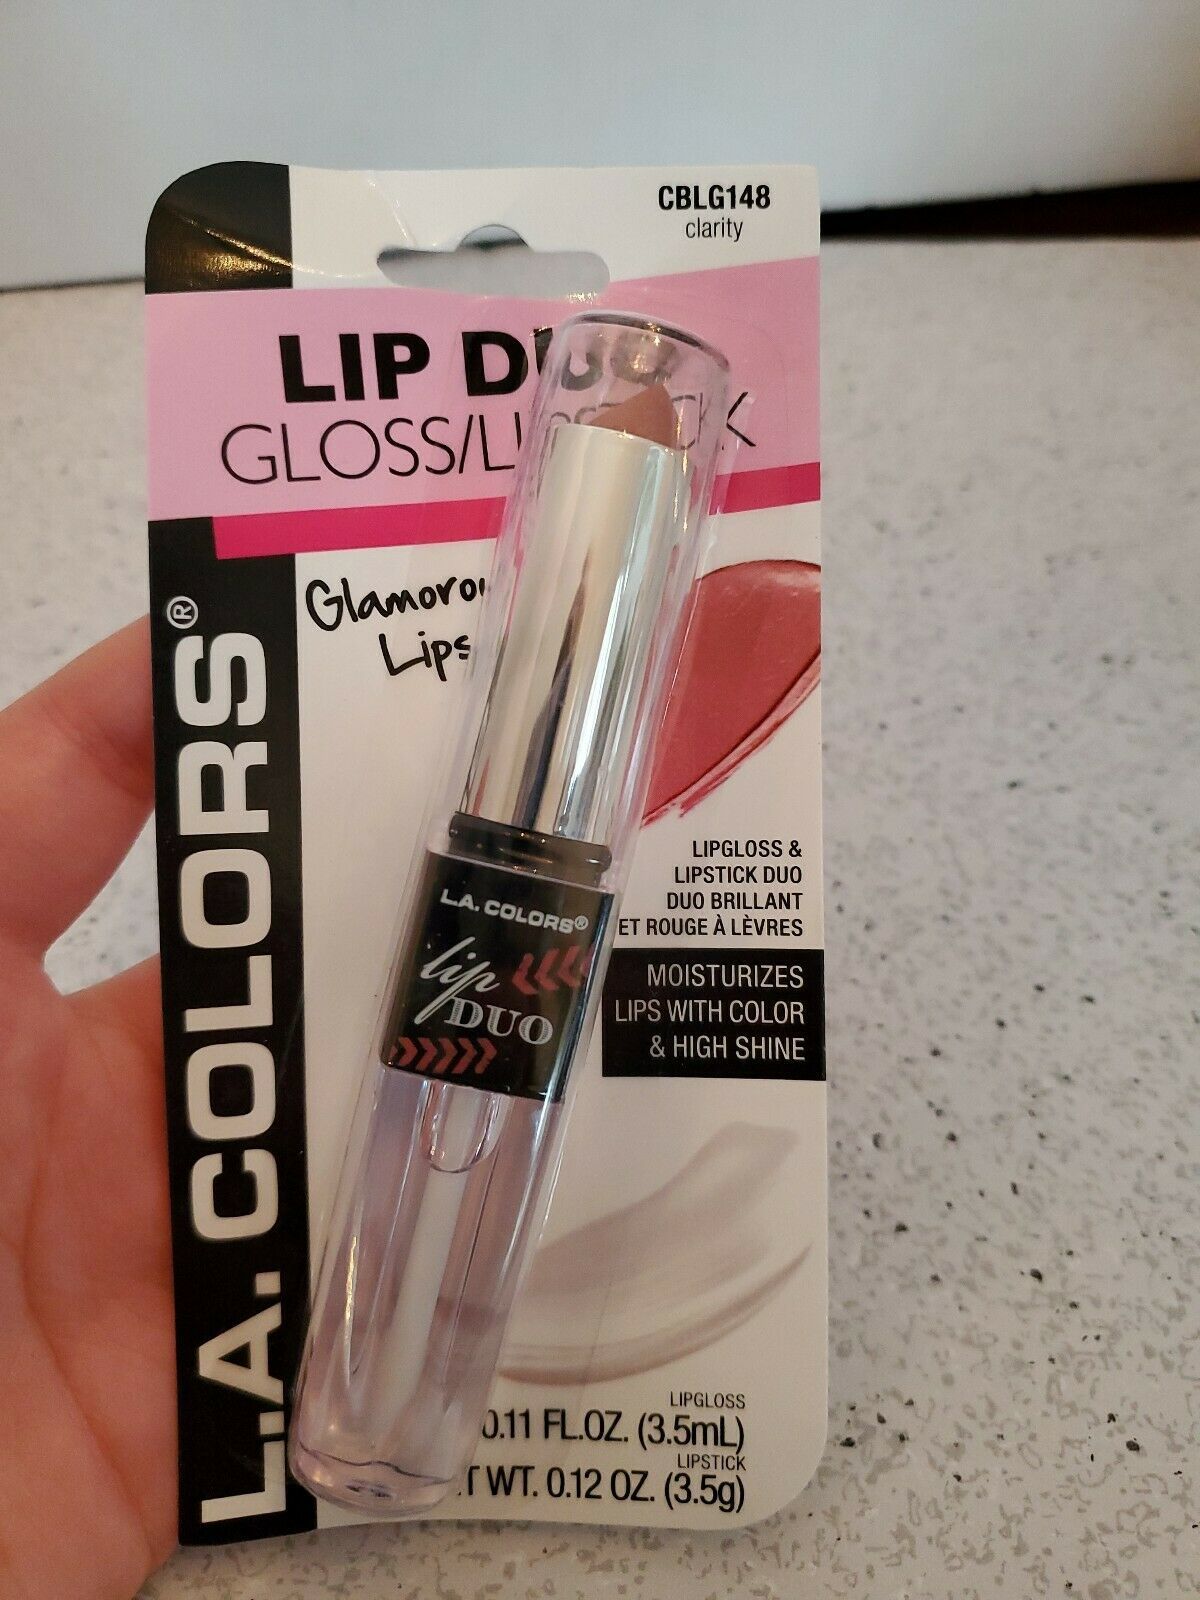 CBLG148
clarity
LIP DUO
GLOSS/LIPSTICK
Glamorou
Lips
L.A. COLORS®
LIPGLOSS &
LIPSTICK DUO
DUO BRILLANT
ET ROUGE À LÈVRES
MOISTURIZES
LIPS WITH COLOR
& HIGH SHINE
L.A. COLORS®
lip
DUO
LIPGLOSS
0.11 FL.OZ. (3.5mL)
LIPSTICK
T WT. 0.12 OZ. (3.5g)